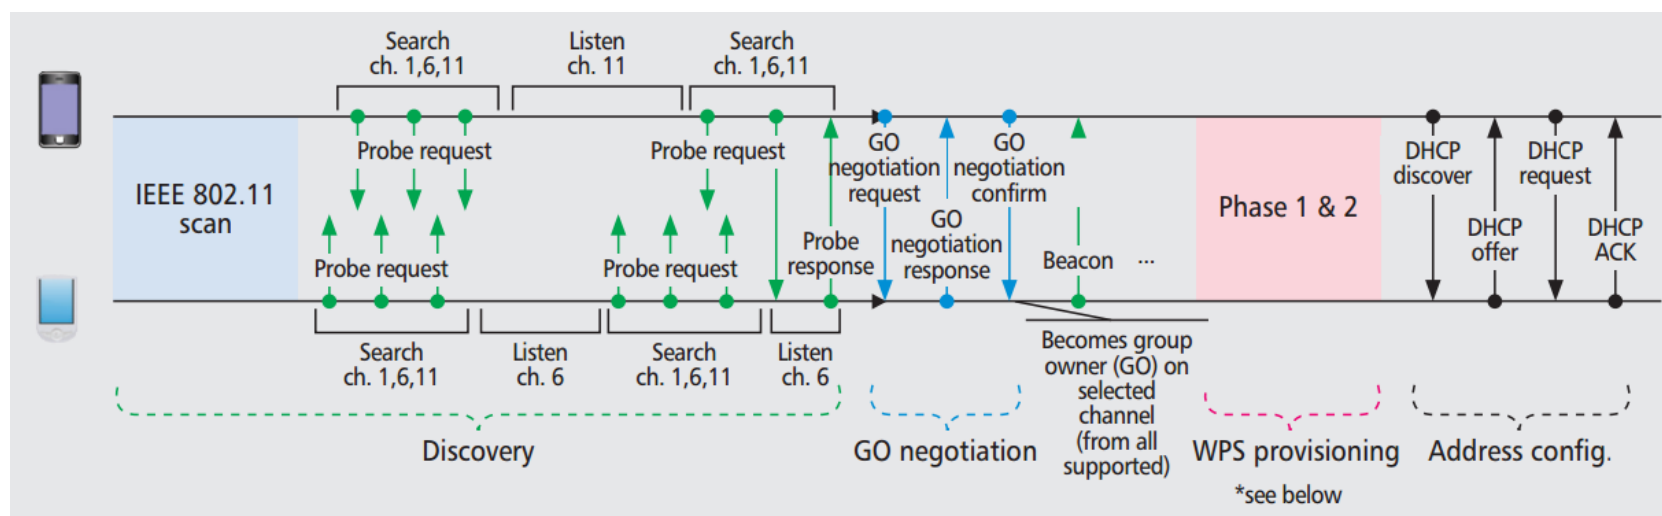 Search
ch. 1,6,11
Listen
ch. 11
Search
ch. 1,6,11
IEEE 802.11
scan
Probe request
Probe request
Probe request
Probe request
Probe
response
GO
negotiation
request
GO
negotiation
response
GO
negotiation
confirm
Beacon
...
Phase 1 & 2
DHCP
discover
DHCP
offer
DHCP
request
DHCP
ACK
Search
ch. 1,6,11
Listen
ch. 6
Search
ch. 1,6,11
Listen
ch. 6
Becomes group
owner (GO) on
selected
channel
(from all
supported)
Discovery
GO negotiation
WPS provisioning
*see below
Address config.